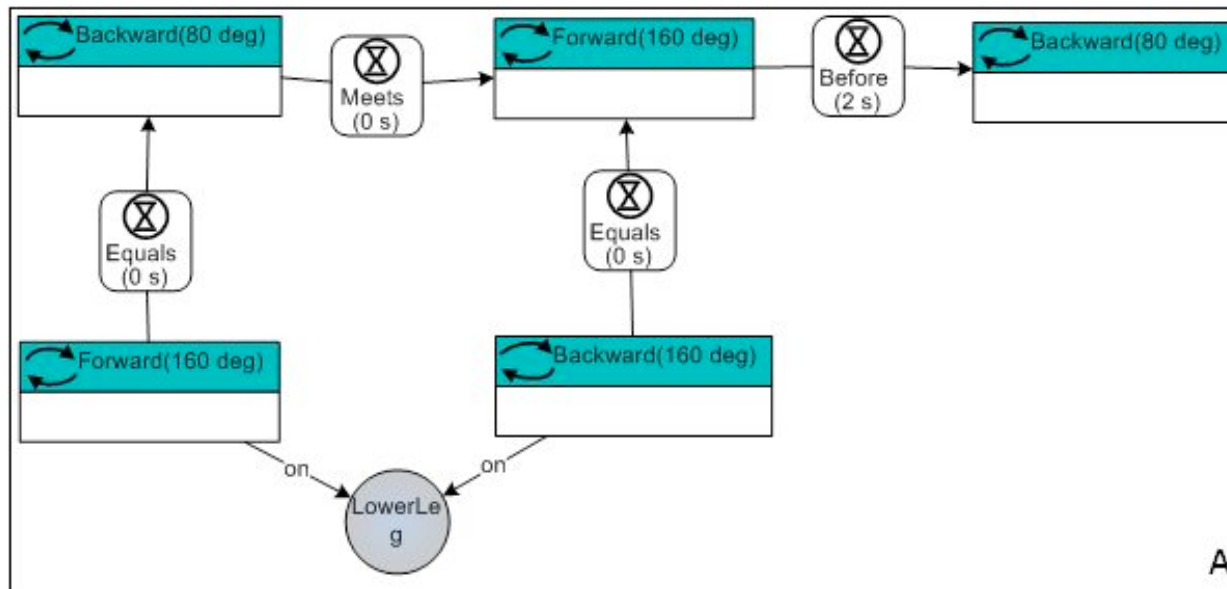 Backward(80 deg)
Meets
(0 s)
Forward(160 deg)
Before
(2 s)
Backward(80 deg)
Equals
(0 s)
Equals
(0 s)
Forward(160 deg)
Backward(160 deg)
on
on
LowerLe
g
A